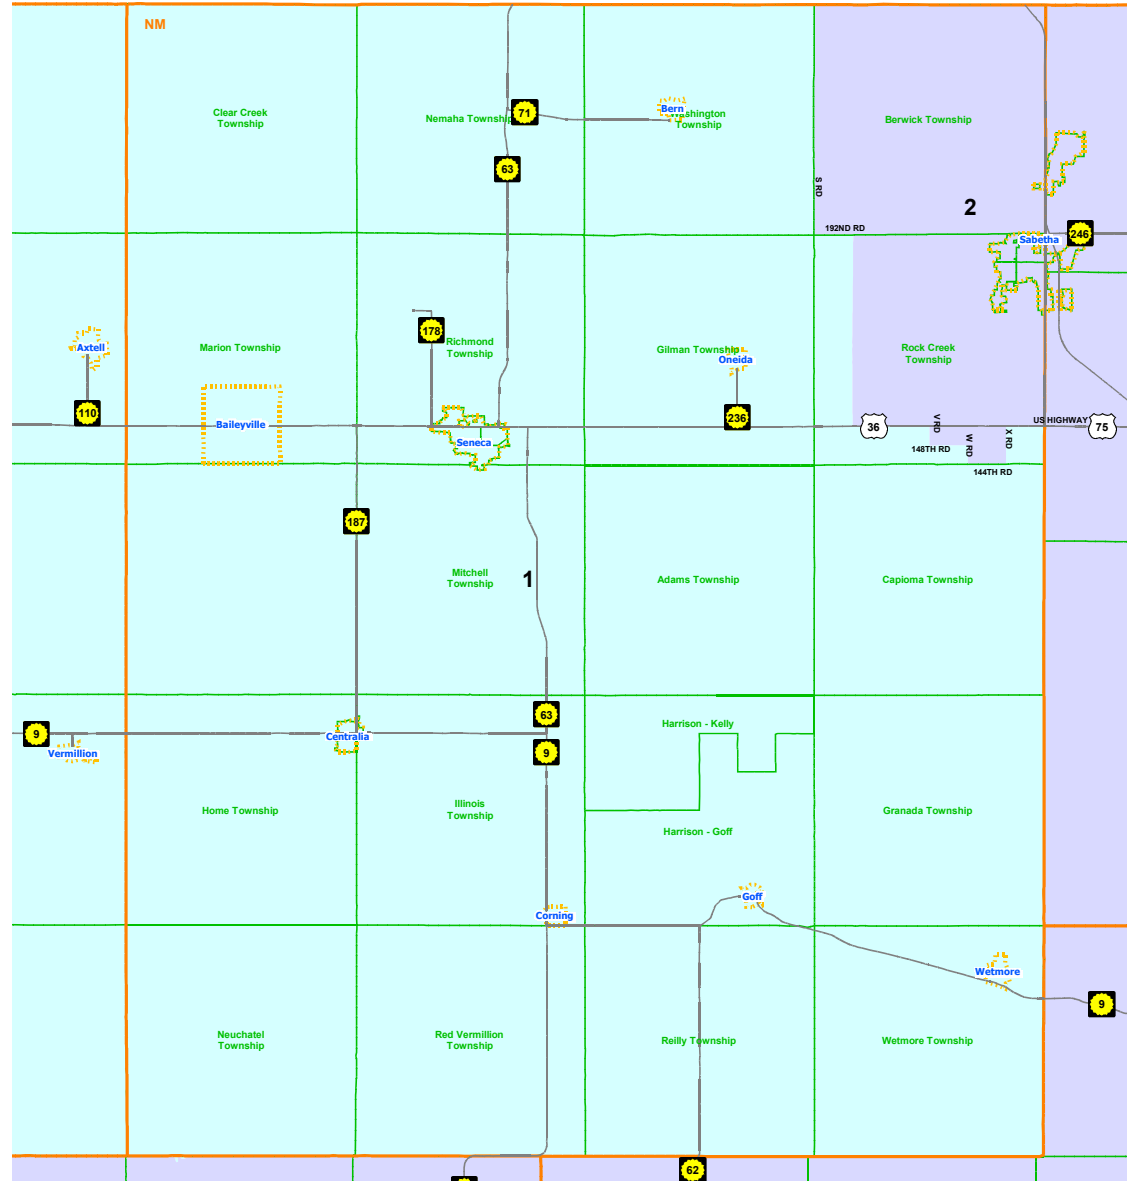 NM
Clear Creek
Township
Nemaha Township
71
Bern
Washington
Township
Berwick Township
63
S RD
2
192ND RD
Sabetha
246
178
Axtell
Marion Township
Richmond
Township
Gilman Township
Oneida
Rock Creek
Township
110
Baileyville
236
36
V RD
US HIGHWAY
75
Seneca
148TH RD
W RD
X RD
144TH RD
187
Mitchell
Township
1
Adams Township
Capioma Township
63
Harrison - Kelly
9
Centralia
Vermillion
9
Home Township
Illinois
Township
Granada Township
Harrison - Goff
Goff
Corning
Wetmore
9
Neuchatel
Township
Red Vermillion
Township
Reilly Township
Wetmore Township
62